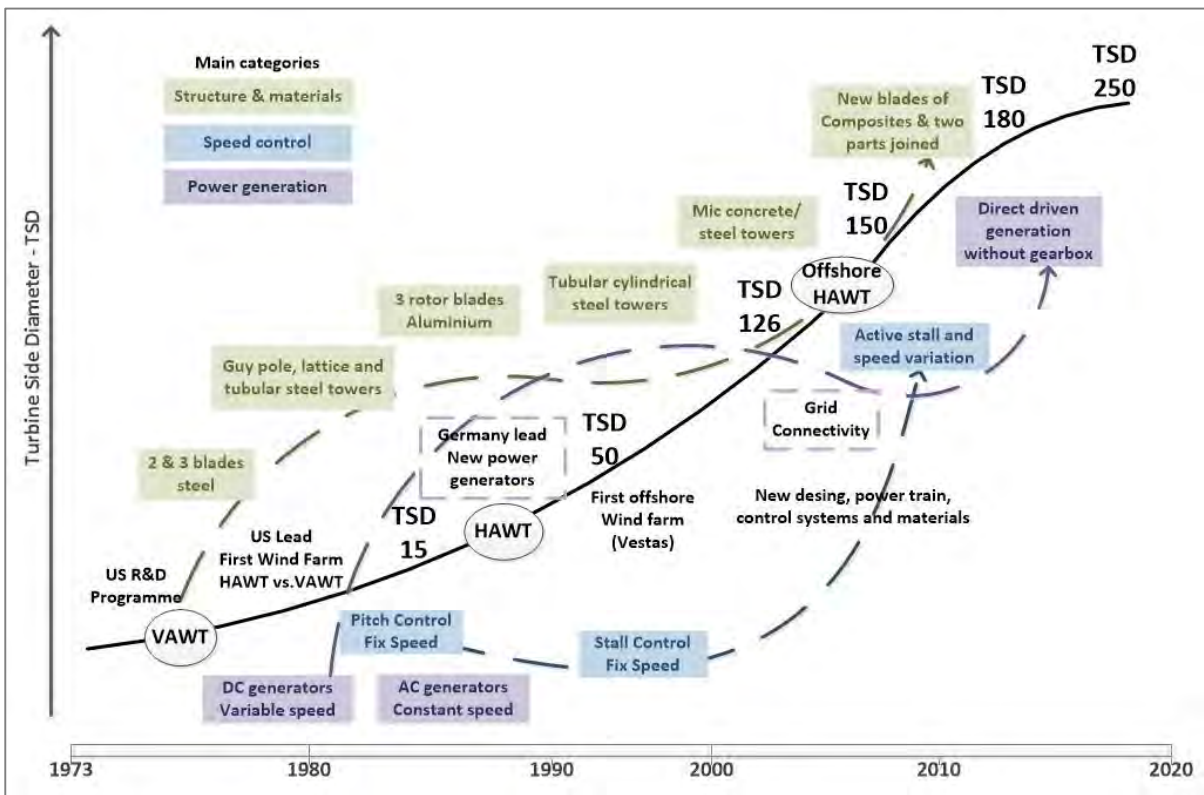 Main categories
Structure & materials
Speed control
Power generation
Turbine Side Diameter - TSD
TSD
250
TSD
180
New blades of
Composites & two
parts joined
TSD
150
Mic concrete/
steel towers
Direct driven
generation
without gearbox
Offshore
HAWT
Tubular cylindrical
steel towers
TSD
126
3 rotor blades
Aluminium
Active stall and
speed variation
Guy pole, lattice and
tubular steel towers
Grid
Connectivity
Germany lead
New power
generators
TSD
50
2 & 3 blades
steel
First offshore
Wind farm
(Vestas)
New desing, power train,
control systems and materials
TSD
15
HAWT
US Lead
First Wind Farm
HAWT vs.VAWT
US R&D
Programme
VAWT
Pitch Control
Fix Speed
Stall Control
Fix Speed
DC generators
Variable speed
AC generators
Constant speed
1973
1980
1990
2000
2010
2020